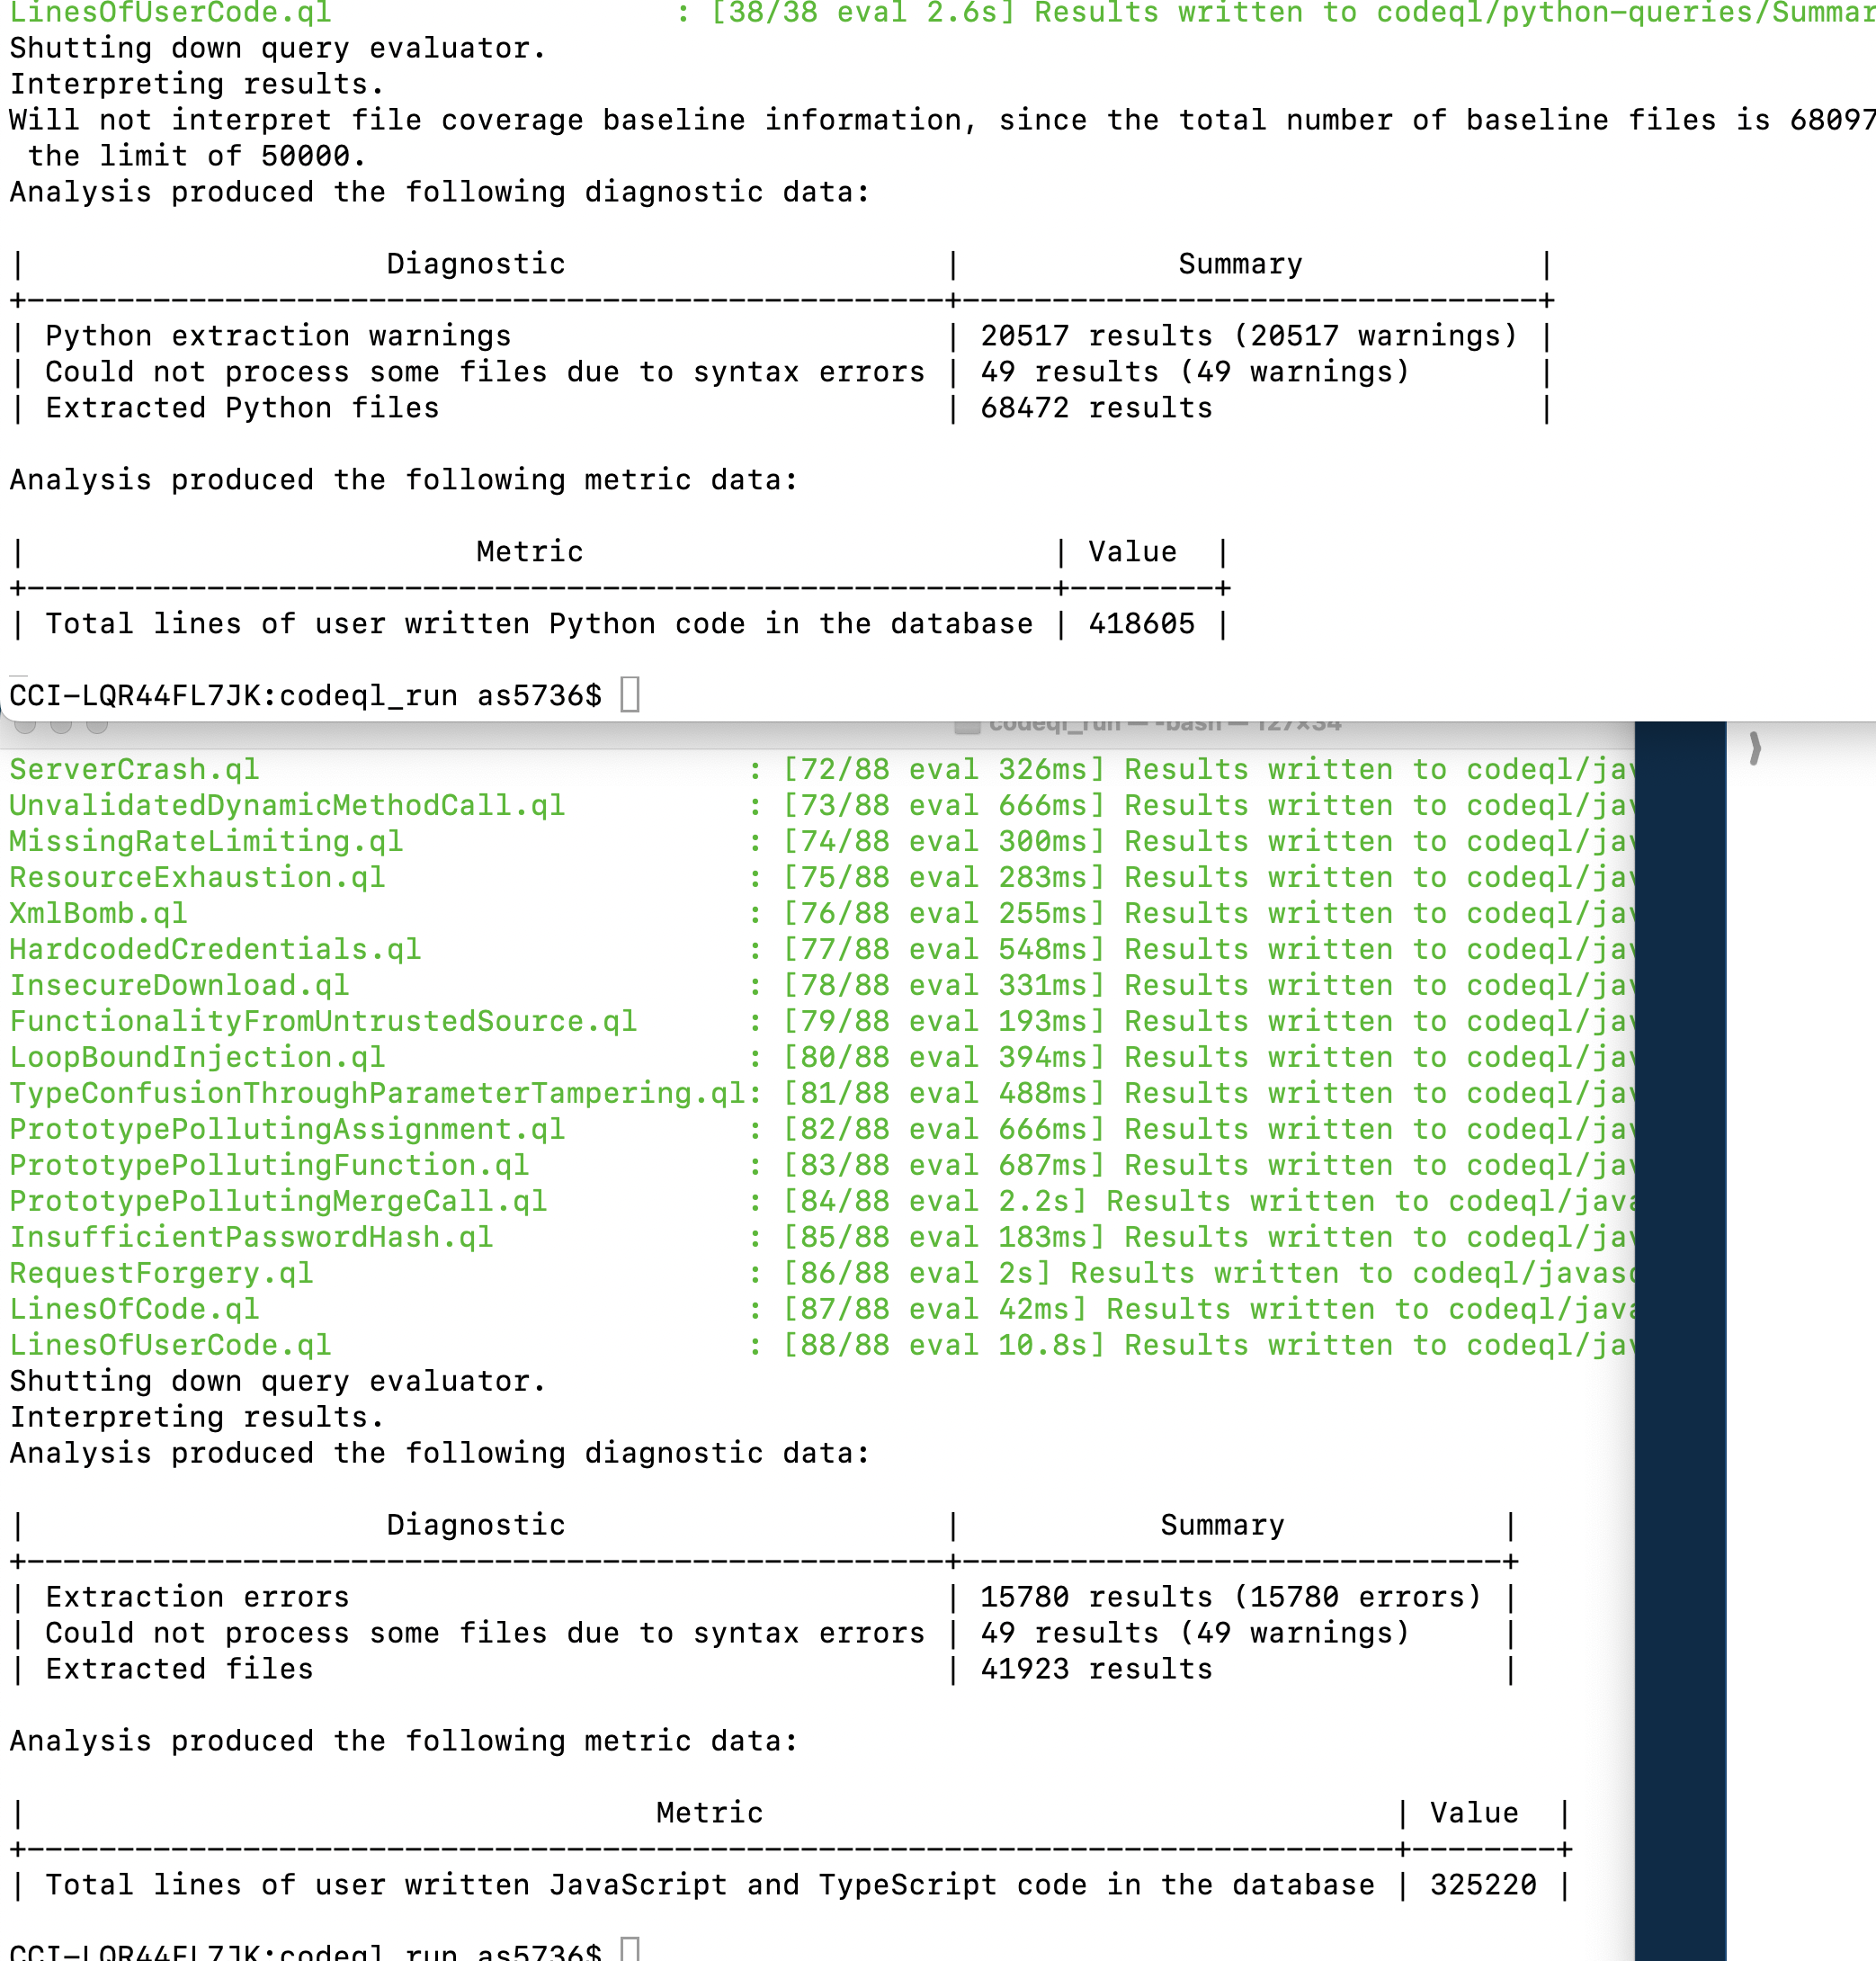 LinesOfUserCode.ql : [38/38 eval 2.6s] Results written to codeql/python-queries/Summar
Shutting down query evaluator.
Interpreting results.
Will not interpret file coverage baseline information, since the total number of baseline files is 68097
the limit of 50000.
Analysis produced the following diagnostic data:
| Diagnostic | Summary |
+---------------------------------------------------+--------------------------------+
| Python extraction warnings | 20517 results (20517 warnings) |
| Could not process some files due to syntax errors | 49 results (49 warnings) |
| Extracted Python files | 68472 results |
Analysis produced the following metric data:
| Metric | Value |
+---------------------------------------------------------+--------+
| Total lines of user written Python code in the database | 418605 |
CCI-LQR44FL7JK:codeql_run as5736$
codeql_run — -bash — 127×34
ServerCrash.ql : [72/88 eval 326ms] Results written to codeql/jav
UnvalidatedDynamicMethodCall.ql : [73/88 eval 666ms] Results written to codeql/jav
MissingRateLimiting.ql : [74/88 eval 300ms] Results written to codeql/jav
ResourceExhaustion.ql : [75/88 eval 283ms] Results written to codeql/jav
XmlBomb.ql : [76/88 eval 255ms] Results written to codeql/jav
HardcodedCredentials.ql : [77/88 eval 548ms] Results written to codeql/jav
InsecureDownload.ql : [78/88 eval 331ms] Results written to codeql/jav
FunctionalityFromUntrustedSource.ql : [79/88 eval 193ms] Results written to codeql/jav
LoopBoundInjection.ql : [80/88 eval 394ms] Results written to codeql/jav
TypeConfusionThroughParameterTampering.ql: [81/88 eval 488ms] Results written to codeql/jav
PrototypePollutingAssignment.ql : [82/88 eval 666ms] Results written to codeql/jav
PrototypePollutingFunction.ql : [83/88 eval 687ms] Results written to codeql/jav
PrototypePollutingMergeCall.ql : [84/88 eval 2.2s] Results written to codeql/java
InsufficientPasswordHash.ql : [85/88 eval 183ms] Results written to codeql/jav
RequestForgery.ql : [86/88 eval 2s] Results written to codeql/javasc
LinesOfCode.ql : [87/88 eval 42ms] Results written to codeql/java
LinesOfUserCode.ql : [88/88 eval 10.8s] Results written to codeql/jav
Shutting down query evaluator.
Interpreting results.
Analysis produced the following diagnostic data:
| Diagnostic | Summary |
+---------------------------------------------------+------------------------------+
| Extraction errors | 15780 results (15780 errors) |
| Could not process some files due to syntax errors | 49 results (49 warnings) |
| Extracted files | 41923 results |
Analysis produced the following metric data:
| Metric | Value |
+----------------------------------------------------------------------------+--------+
| Total lines of user written JavaScript and TypeScript code in the database | 325220 |
CCI-LQR44FL7JK:codeql_run as5736$